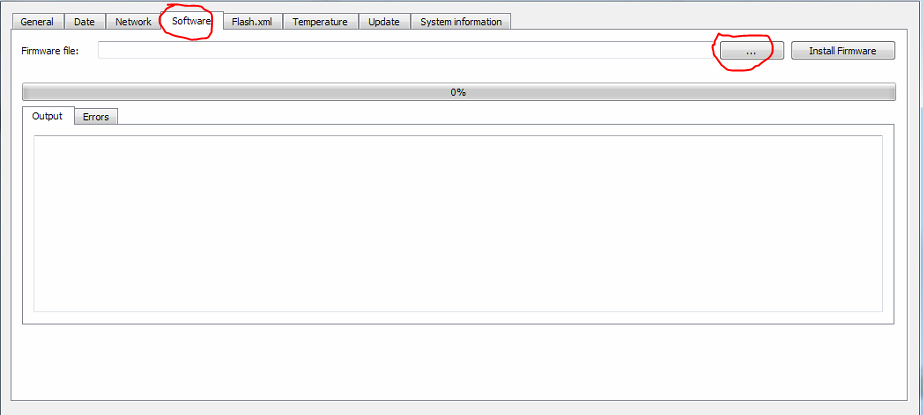 General Date Network Software Flash.xml Temperature Update System information
Firmware file: ... Install Firmware
0%
Output Errors